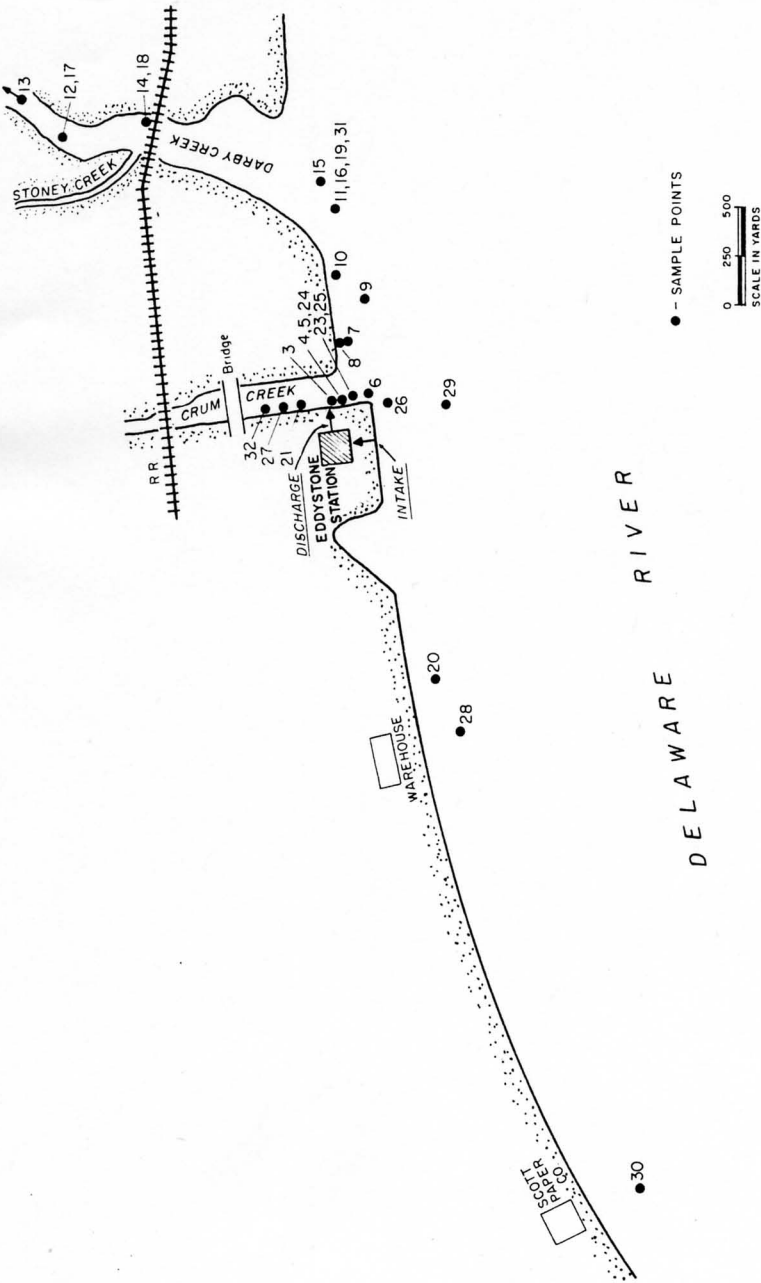 13
12,17
14,18
STONEY CREEK
DARBY CREEK
15
11,16,19,31
10
9
RR
Bridge
CRUM CREEK
3
4,5,24
23,25
7
8
6
26
29
32
27
21
DISCHARGE
EDDYSTONE
STATION
INTAKE
20
28
WAREHOUSE
DELAWARE RIVER
SCOTT
PAPER
CO
30
● - SAMPLE POINTS
0 250 500
SCALE IN YARDS